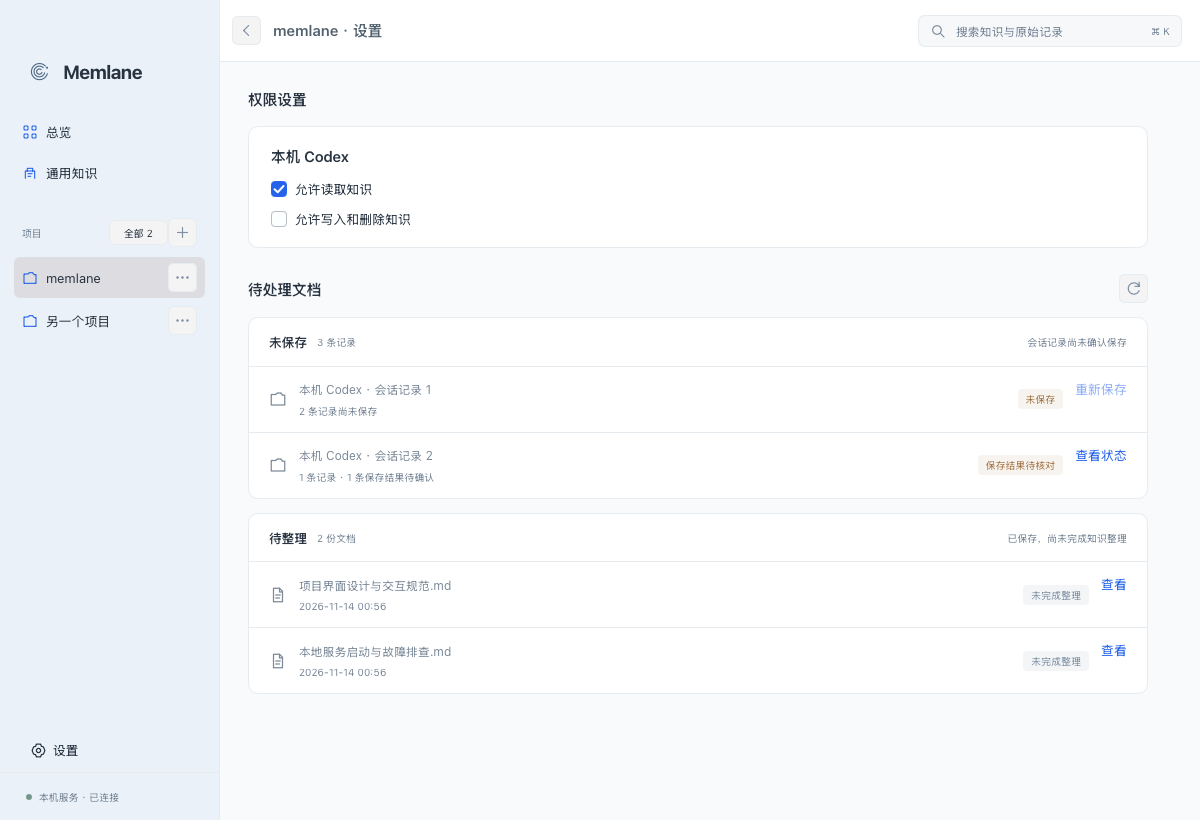 memlane · 设置
搜索知识与原始记录
⌘ K
Memlane
总览
通用知识
项目
全部 2
memlane
另一个项目
设置
本机服务 · 已连接
权限设置
本机 Codex
允许读取知识
允许写入和删除知识
待处理文档
未保存 3 条记录 会话记录尚未确认保存
本机 Codex · 会话记录 1
2 条记录尚未保存
未保存 重新保存
本机 Codex · 会话记录 2
1 条记录 · 1 条保存结果待确认
保存结果待核对 查看状态
待整理 2 份文档 已保存，尚未完成知识整理
项目界面设计与交互规范.md
2026-11-14 00:56
未完成整理 查看
本地服务启动与故障排查.md
2026-11-14 00:56
未完成整理 查看